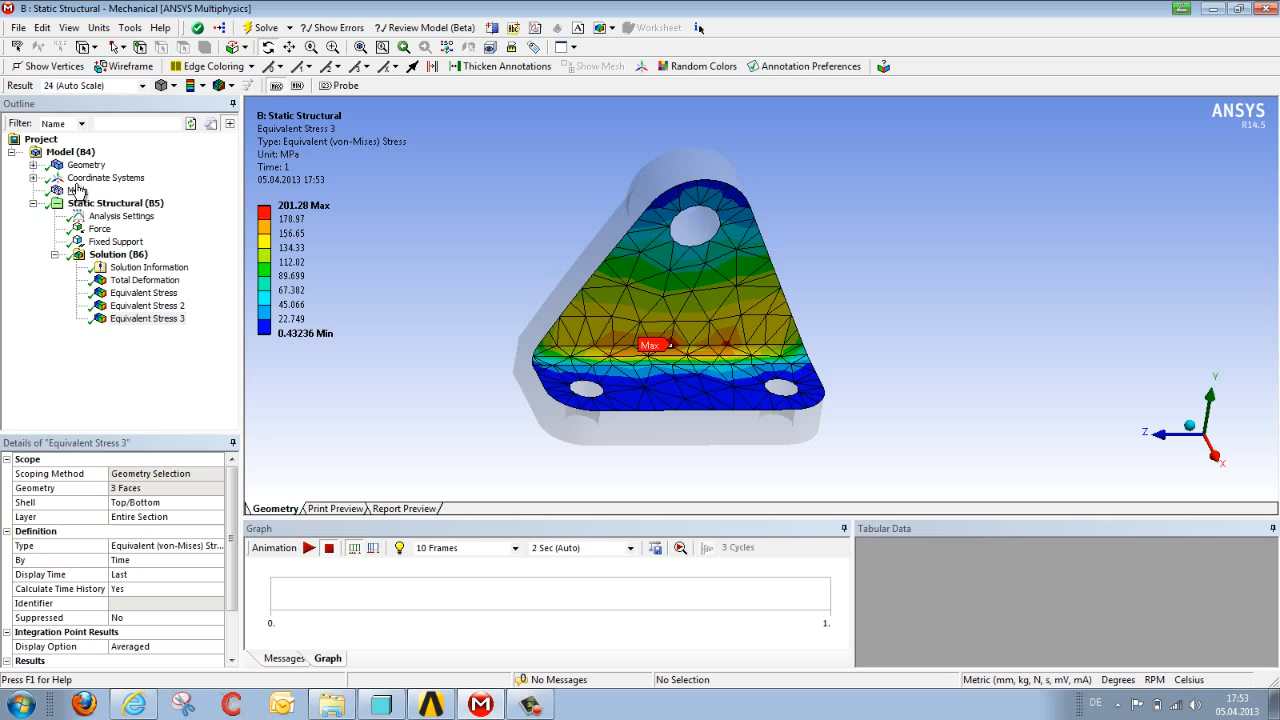 B : Static Structural - Mechanical [ANSYS Multiphysics]
File Edit View Units Tools Help Solve ?/ Show Errors ?/ Review Model (Beta) Worksheet
Show Vertices Wireframe Edge Coloring Thicken Annotations Show Mesh Random Colors Annotation Preferences
Result 24 (Auto Scale) Probe
Outline
Filter: Name
Project
Model (B4)
Geometry
Coordinate Systems
Static Structural (B5)
Analysis Settings
Force
Fixed Support
Solution (B6)
Solution Information
Total Deformation
Equivalent Stress
Equivalent Stress 2
Equivalent Stress 3
Details of "Equivalent Stress 3"
Scope
Scoping Method Geometry Selection
Geometry 3 Faces
Shell Top/Bottom
Layer Entire Section
Definition
Type Equivalent (von-Mises) Str...
By Time
Display Time Last
Calculate Time History Yes
Identifier
Suppressed No
Integration Point Results
Display Option Averaged
Results
B: Static Structural
Equivalent Stress 3
Type: Equivalent (von-Mises) Stress
Unit: MPa
Time: 1
05.04.2013 17:53
201.28 Max
178.97
156.65
134.33
112.02
89.699
67.382
45.066
22.749
0.43236 Min
Max
ANSYS
R14.5
Y
Z
X
Geometry Print Preview Report Preview
Graph
Animation 10 Frames 2 Sec (Auto) 3 Cycles
0. 1.
Messages Graph
Tabular Data
Press F1 for Help No Messages No Selection Metric (mm, kg, N, s, mV, mA) Degrees RPM Celsius
DE 17:53
05.04.2013